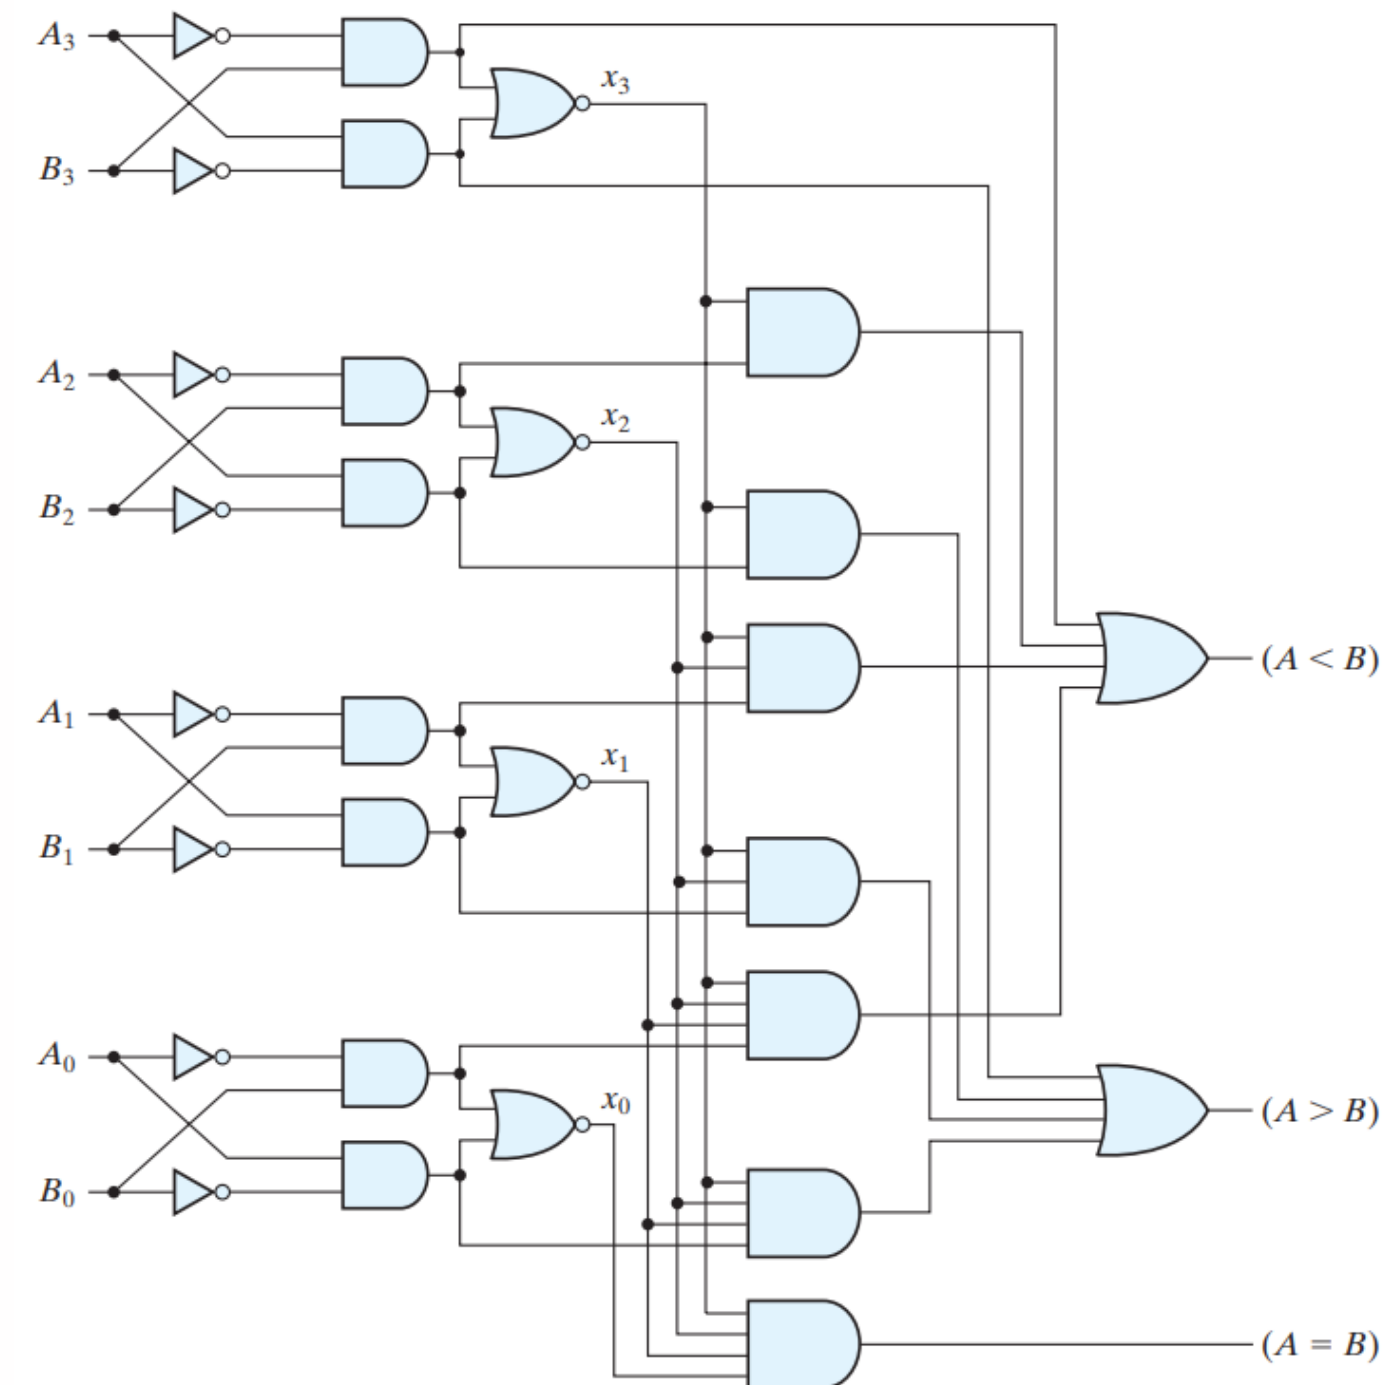 A₃
x₃
B₃
A₂
x₂
B₂
(A < B)
A₁
x₁
B₁
A₀
x₀
(A > B)
B₀
(A = B)